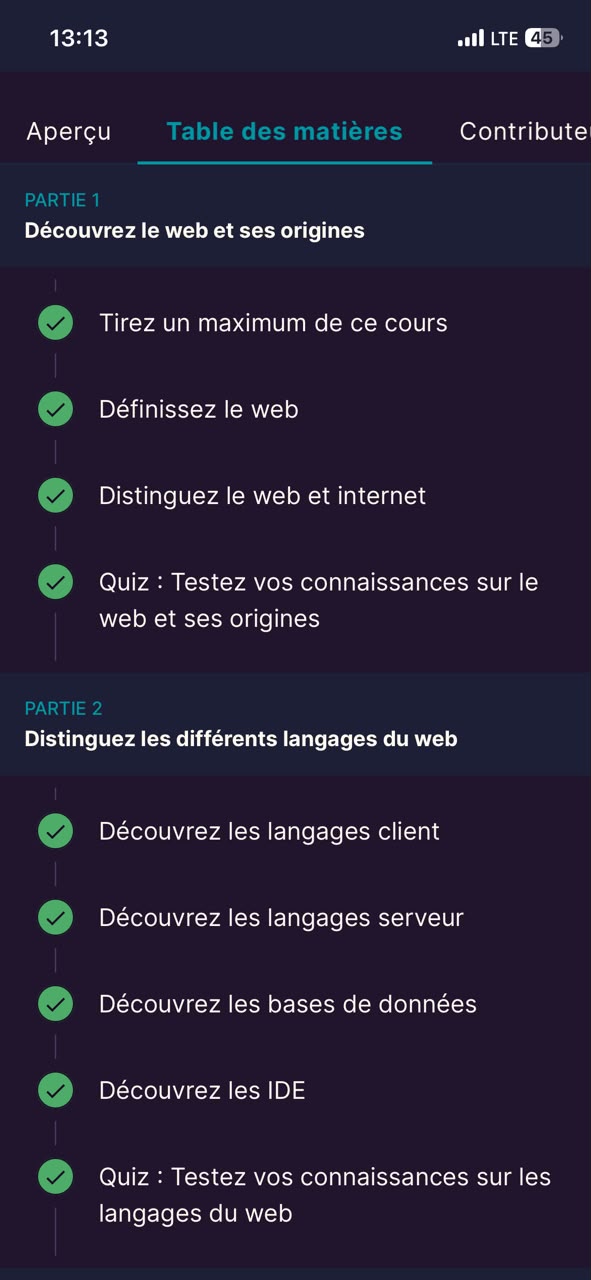 13:13
LTE 45
Aperçu Table des matières Contribute
PARTIE 1
Découvrez le web et ses origines
Tirez un maximum de ce cours
Définissez le web
Distinguez le web et internet
Quiz : Testez vos connaissances sur le
web et ses origines
PARTIE 2
Distinguez les différents langages du web
Découvrez les langages client
Découvrez les langages serveur
Découvrez les bases de données
Découvrez les IDE
Quiz : Testez vos connaissances sur les
langages du web